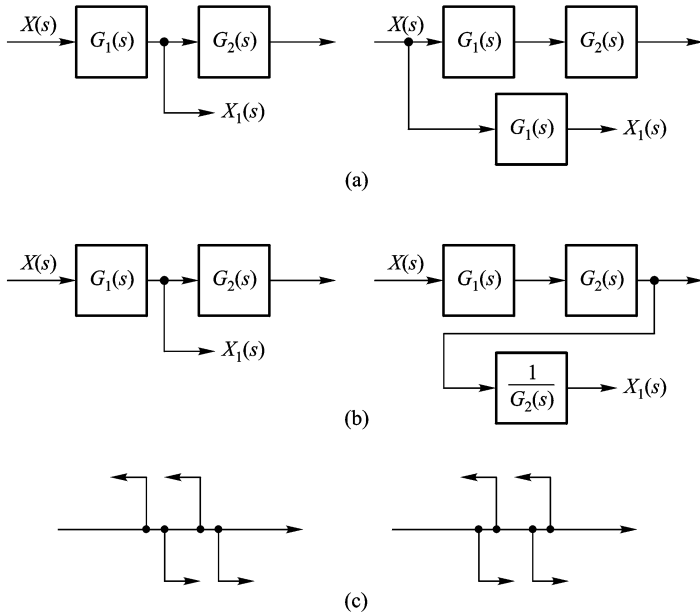 X(s) G₁(s) G₂(s) X(s) G₁(s) G₂(s)
X₁(s) G₁(s) X₁(s)
(a)
X(s) G₁(s) G₂(s) X(s) G₁(s) G₂(s)
X₁(s) 1/G₂(s) X₁(s)
(b)
(c)